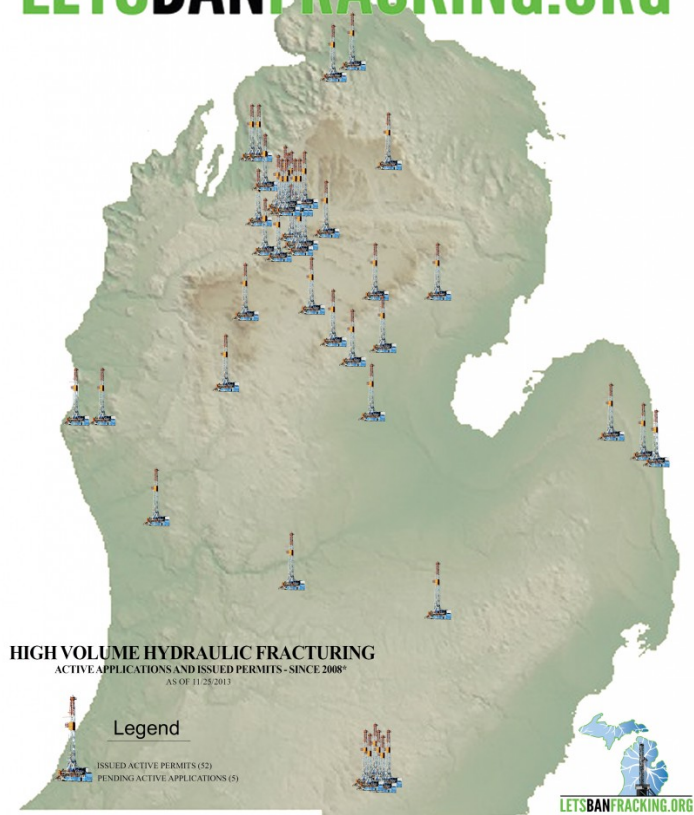 LETSBANFRACKING.ORG
HIGH VOLUME HYDRAULIC FRACTURING
ACTIVE APPLICATIONS AND ISSUED PERMITS - SINCE 2008*
AS OF 11/25/2013
Legend
ISSUED ACTIVE PERMITS (52)
PENDING ACTIVE APPLICATIONS (5)
LETSBANFRACKING.ORG